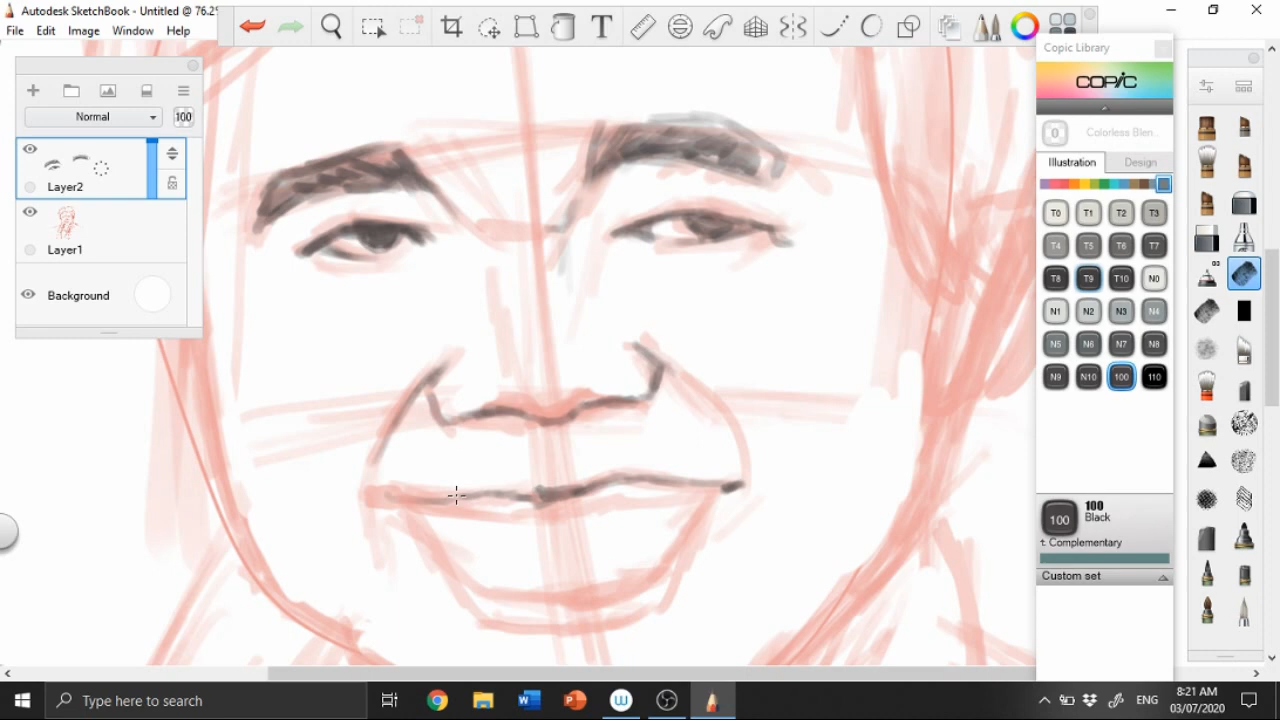 Autodesk SketchBook - Untitled @ 76.2
File Edit Image Window Help
T
Copic Library
COPIC
Normal
100
Layer2
Layer1
Background
0
Colorless Blen..
Illustration
Design
T0 T1 T2 T3
T4 T5 T6 T7
T8 T9 T10 N0
N1 N2 N3 N4
N5 N6 N7 N8
N9 N10 100 110
100
100
Black
t. Complementary
Custom set
Type here to search
ENG
8:21 AM
03/07/2020